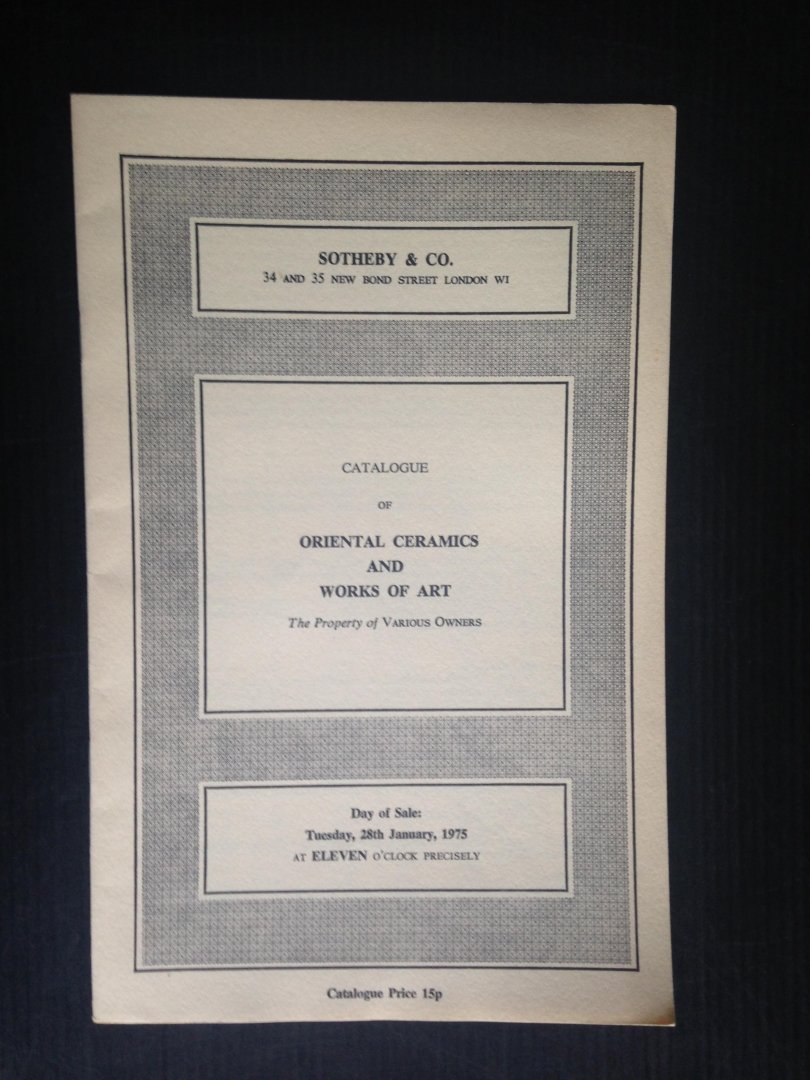 SOTHEBY & CO.
34 AND 35 NEW BOND STREET LONDON W1
CATALOGUE
OF
ORIENTAL CERAMICS
AND
WORKS OF ART
The Property of VARIOUS OWNERS
Day of Sale:
Tuesday, 28th January, 1975
AT ELEVEN O'CLOCK PRECISELY
Catalogue Price 15p